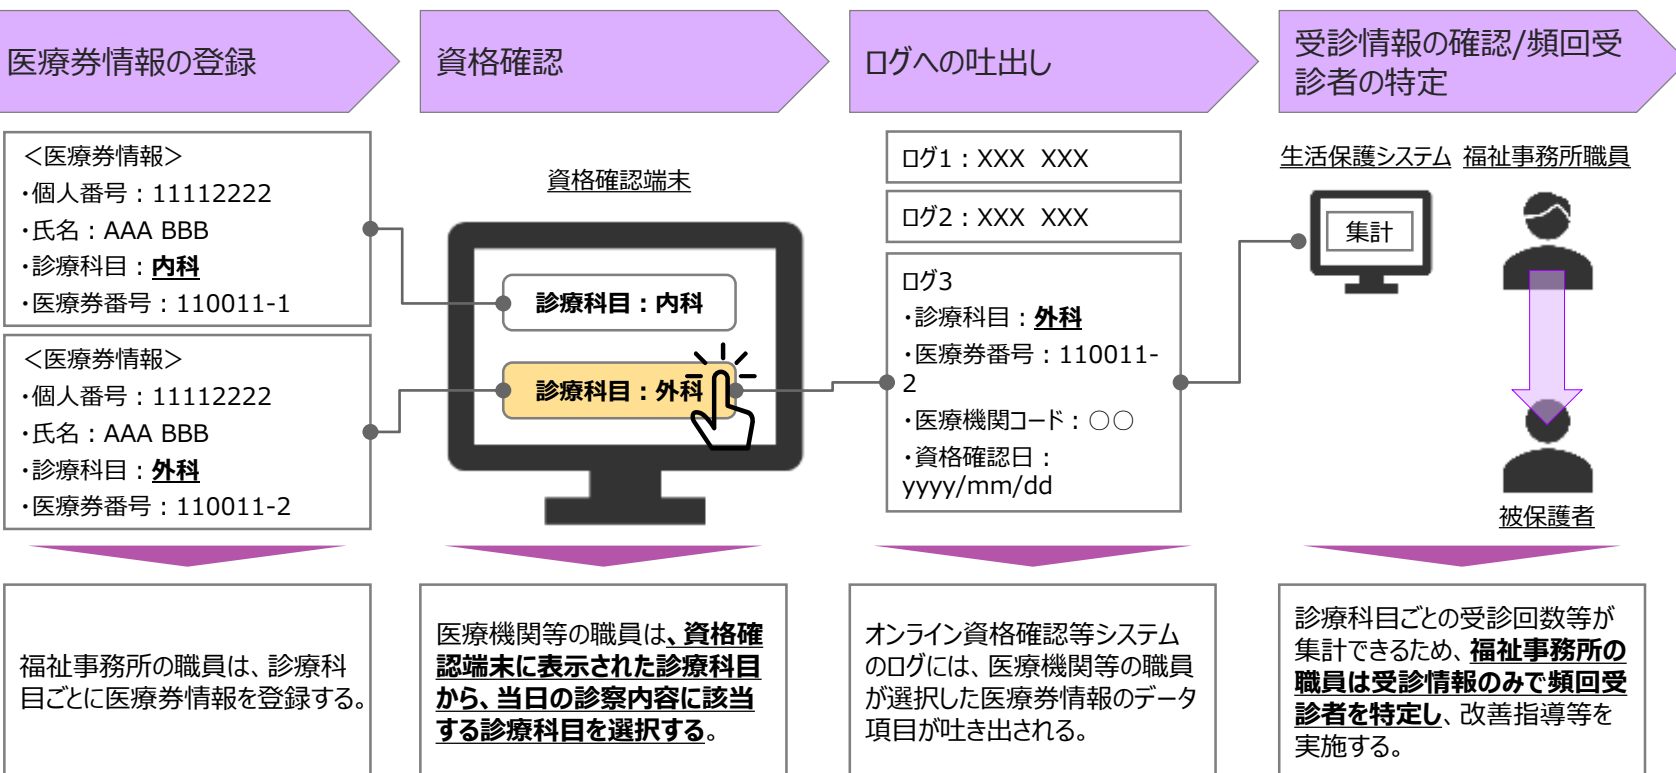 医療券情報の登録
資格確認
ログへの吐出し
受診情報の確認/頻回受
診者の特定
＜医療券情報＞
・個人番号：11112222
・氏名：AAA BBB
・診療科目：内科
・医療券番号：110011-1
＜医療券情報＞
・個人番号：11112222
・氏名：AAA BBB
・診療科目：外科
・医療券番号：110011-2
資格確認端末
診療科目：内科
診療科目：外科
ログ1：XXX XXX
ログ2：XXX XXX
ログ3
・診療科目：外科
・医療券番号：110011-
2
・医療機関コード：○○
・資格確認日：
yyyy/mm/dd
生活保護システム 福祉事務所職員
集計
被保護者
福祉事務所の職員は、診療科
目ごとに医療券情報を登録する。
医療機関等の職員は、資格確
認端末に表示された診療科目
から、当日の診察内容に該当
する診療科目を選択する。
オンライン資格確認等システム
のログには、医療機関等の職員
が選択した医療券情報のデータ
項目が吐き出される。
診療科目ごとの受診回数等が
集計できるため、福祉事務所の
職員は受診情報のみで頻回受
診者を特定し、改善指導等を
実施する。